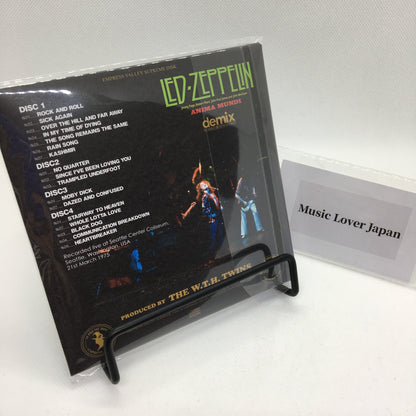 EMPRESS VALLEY SUPREME DISK
LED-ZEPPELIN
ANIMA MUNDI
demix
DISC 1
ROCK AND ROLL
SICK AGAIN
OVER THE HILL AND FAR AWAY
IN MY TIME OF DYING
THE SONG REMAINS THE SAME
RAIN SONG
KASHMIR
DISC2
NO QUARTER
SINCE I'VE BEEN LOVING YOU
TRAMPLED UNDERFOOT
DISC3
MOBY DICK
DAZED AND CONFUSED
DISC4
STAIRWAY TO HEAVEN
WHOLE LOTTA LOVE
BLACK DOG
COMMUNICATION BREAKDOWN
HEARTBREAKER
Recorded live at Seattle Center Coliseum,
Seattle, Washington, USA
21st March 1975
PRODUCED BY THE W.T.H. TWINS
Music Lover Japan